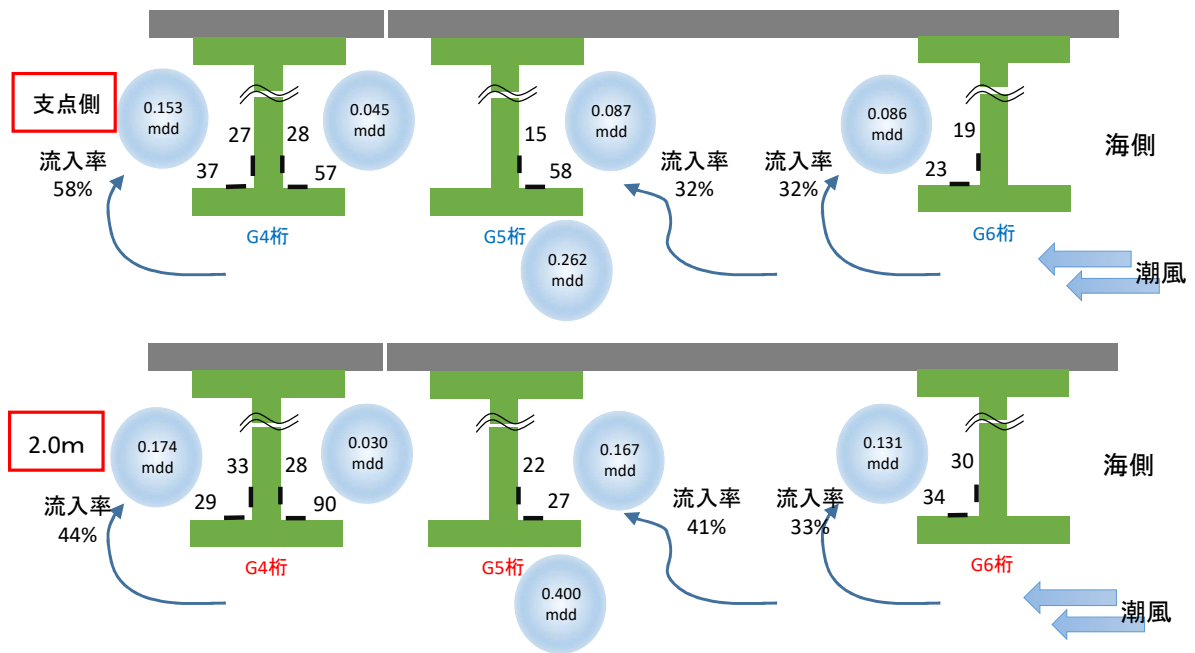 支点側
0.153
mdd
27
28
37
57
0.045
mdd
流入率
58%
G4桁
15
58
0.087
mdd
G5桁
0.262
mdd
流入率
32%
流入率
32%
0.086
mdd
19
23
G6桁
海側
潮風
2.0m
0.174
mdd
33
28
29
90
0.030
mdd
流入率
44%
G4桁
22
27
0.167
mdd
G5桁
0.400
mdd
流入率
41%
流入率
33%
0.131
mdd
30
34
G6桁
海側
潮風